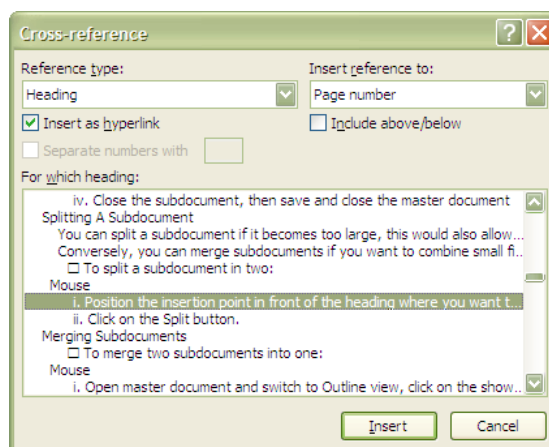 Cross-reference
Reference type:
Insert reference to:
Heading
Page number
Insert as hyperlink
Include above/below
Separate numbers with
For which heading:
iv. Close the subdocument, then save and close the master document
Splitting A Subdocument
You can split a subdocument if it becomes too large, this would also allow...
Conversely, you can merge subdocuments if you want to combine small fi...
□ To split a subdocument in two:
Mouse
i. Position the insertion point in front of the heading where you want t...
ii. Click on the Split button.
Merging Subdocuments
□ To merge two subdocuments into one:
Mouse
i. Open master document and switch to Outline view, click on the show...
Insert
Cancel